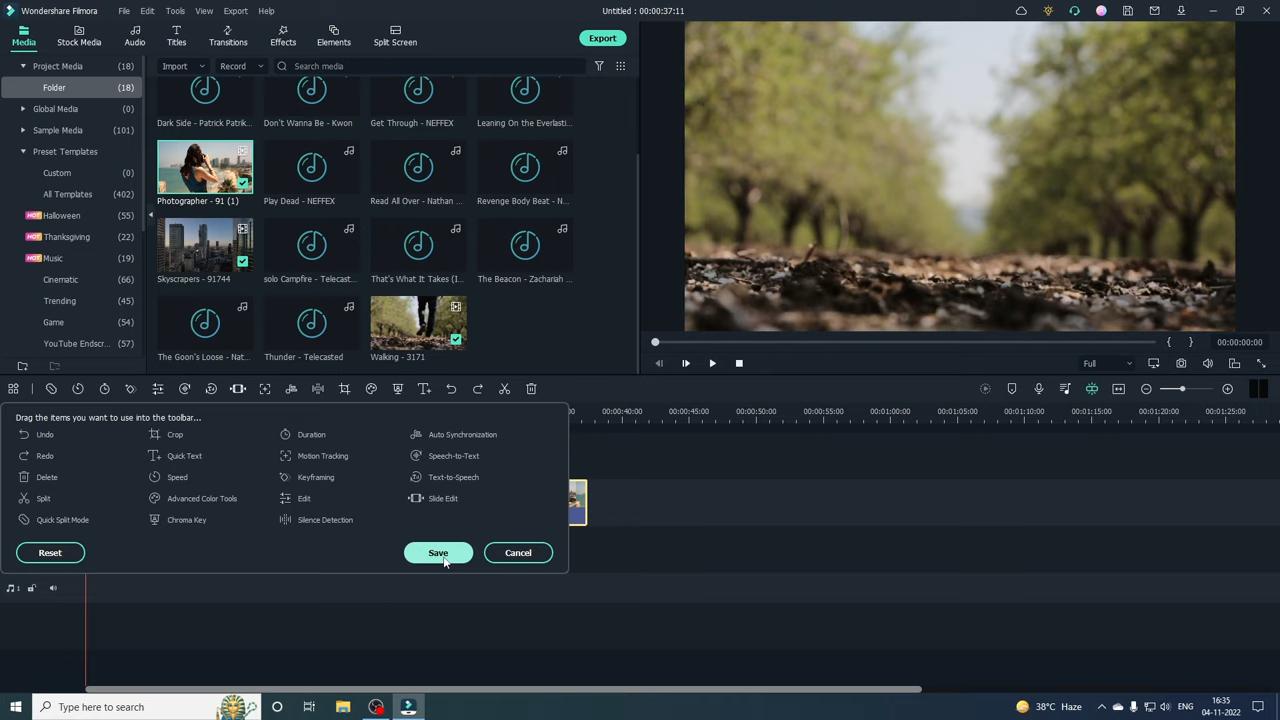 Wondershare Filmora File Edit Tools View Export Help Untitled : 00:00:37:11
Media Stock Media Audio Titles Transitions Effects Elements Split Screen Export
Project Media (18) Import Record Search media
Folder (18)
Global Media (0)
Dark Side - Patrick Patrik... Don't Wanna Be - Kwon Get Through - NEFFEX Leaning On the Everlasti...
Sample Media (101)
Preset Templates
Custom (0)
All Templates (402)
Photographer - 91 (1) Play Dead - NEFFEX Read All Over - Nathan ... Revenge Body Beat - N...
HOT Halloween (55)
HOT Thanksgiving (22)
HOT Music (19)
Cinematic (60)
Skyscrapers - 91744 solo Campfire - Telecast... That's What It Takes (I... The Beacon - Zachariah ...
Trending (45)
Game (54)
YouTube Endscr... (57)
00:00:00:00
The Goon's Loose - Nat... Thunder - Telecasted Walking - 3171
Full
:00 00:00:40:00 00:00:45:00 00:00:50:00 00:00:55:00 00:01:00:00 00:01:05:00 00:01:10:00 00:01:15:00 00:01:20:00 00:01:25:00
Drag the items you want to use into the toolbar...
Undo Crop Duration Auto Synchronization
Redo Quick Text Motion Tracking Speech-to-Text
Delete Speed Keyframing Text-to-Speech
Split Advanced Color Tools Edit Slide Edit
Quick Split Mode Chroma Key Silence Detection
Reset Save Cancel
1
Type here to search 38°C Haze ENG 16:35
04-11-2022